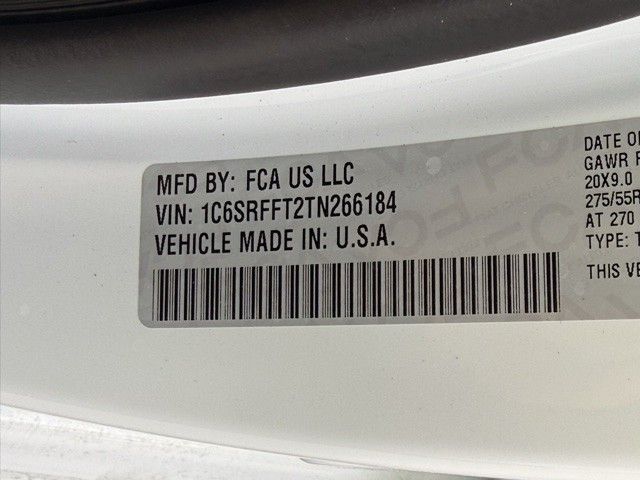 MFD BY: FCA US LLC
VIN: 1C6SRFFT2TN266184
VEHICLE MADE IN: U.S.A.
DATE O
GAWR
20X9.0
275/55R
AT 270
TYPE: T
THIS VE